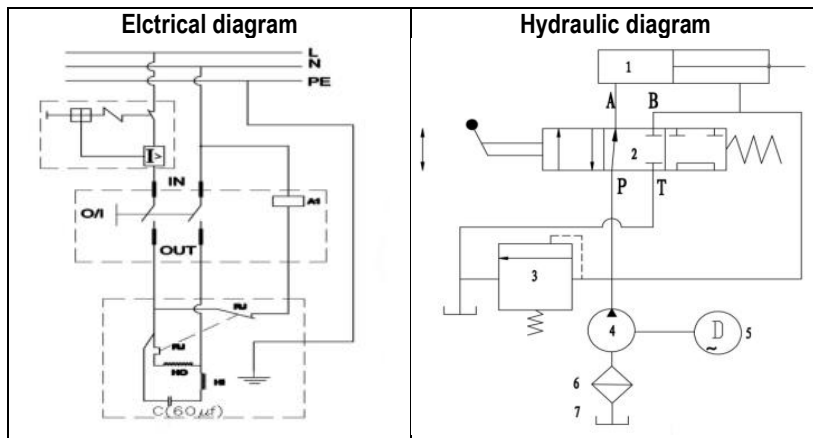 Elctrical diagram
L
N
PE
I>
IN
A1
O/I
OUT
RJ
RJ
HO
HI
C(60μf)
Hydraulic diagram
1
A B
2
P T
3
4
D
~
5
6
7